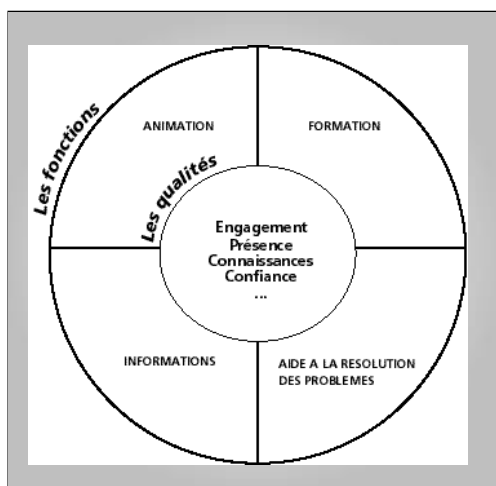 Les fonctions
ANIMATION
FORMATION
Les qualités
Engagement
Présence
Connaissances
Confiance
...
INFORMATIONS
AIDE A LA RESOLUTION
DES PROBLEMES